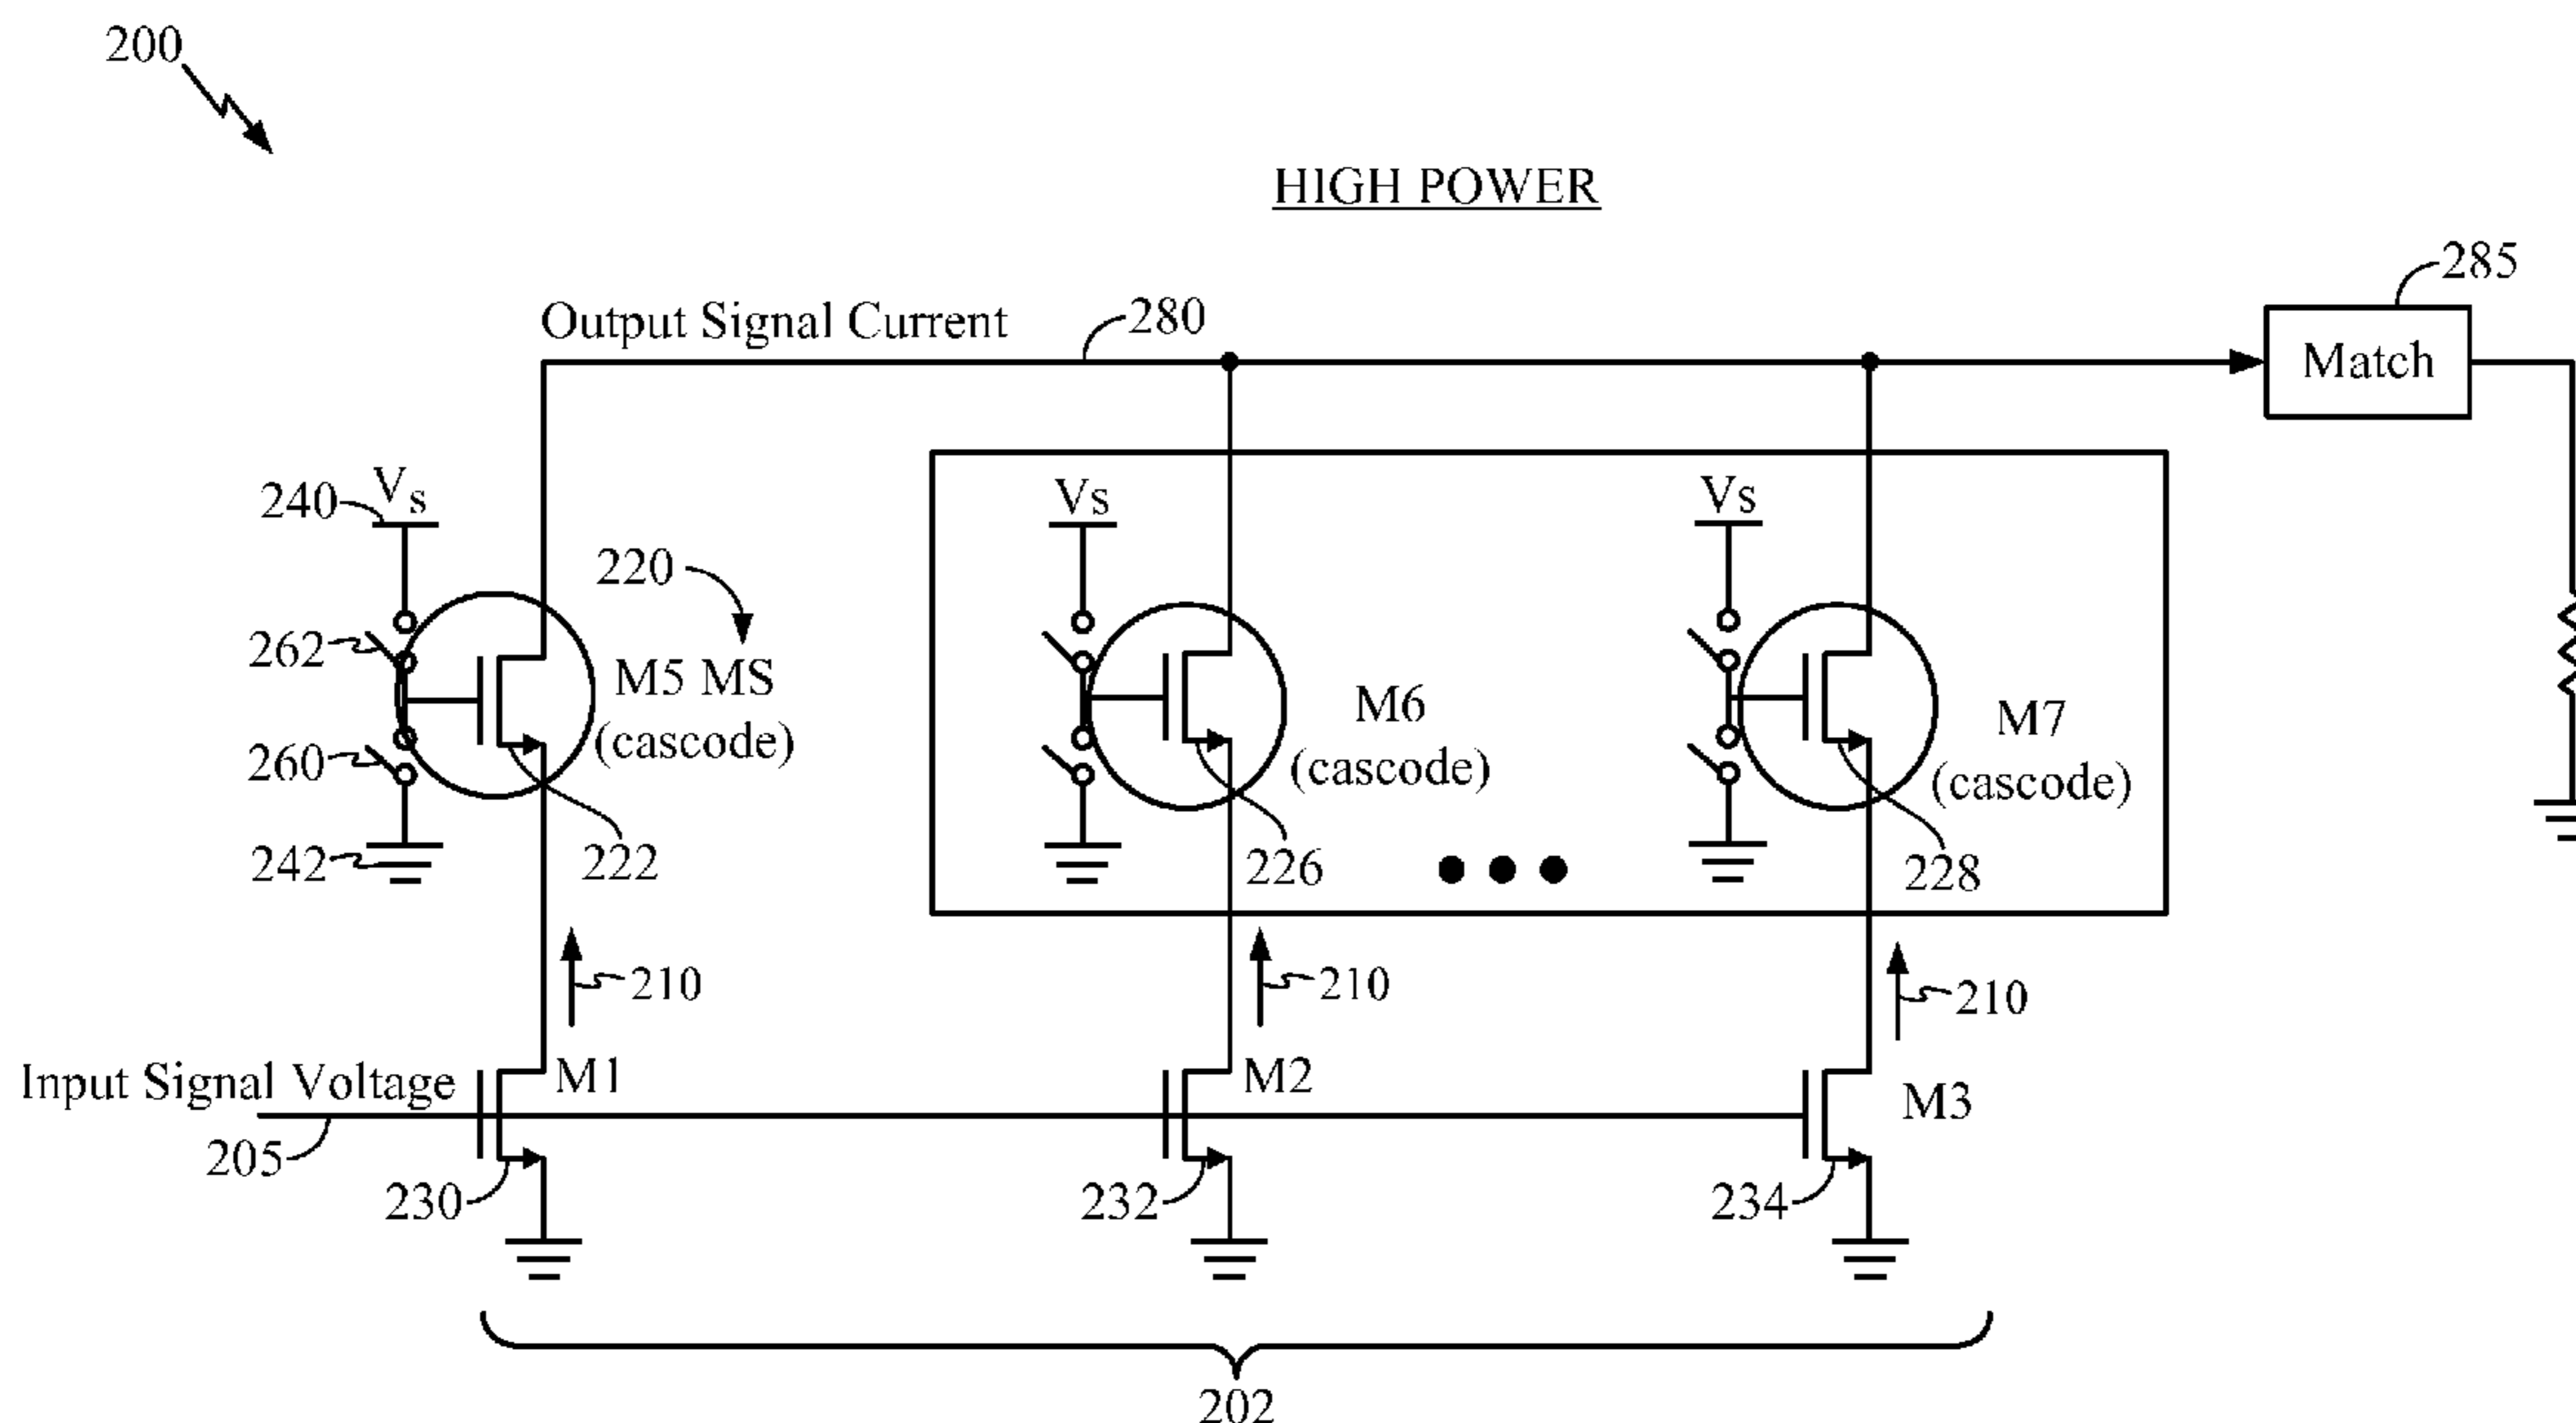 200
HIGH POWER
285
Output Signal Current
280
Match
240
Vs
Vs
Vs
220
262
M5 MS
(cascode)
M6
(cascode)
M7
(cascode)
260
242
222
226
228
210
210
210
Input Signal Voltage
M1
M2
M3
205
230
232
234
202